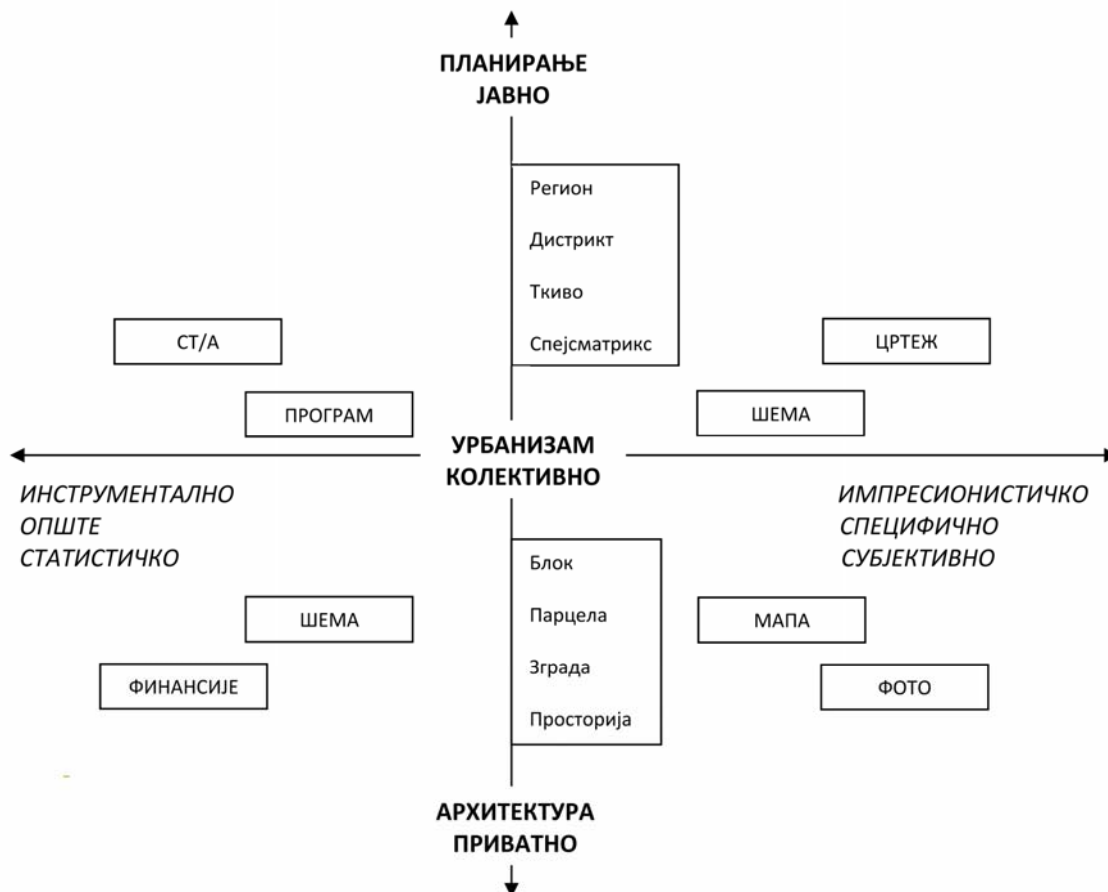 ПЛАНИРАЊЕ
ЈАВНО
Регион
Дистрикт
Ткиво
Спејсматрикс
СТ/А
ЦРТЕЖ
ПРОГРАМ
ШЕМА
УРБАНИЗАМ
КОЛЕКТИВНО
ИНСТРУМЕНТАЛНО
ОПШТЕ
СТАТИСТИЧКО
ИМПРЕСИОНИСТИЧКО
СПЕЦИФИЧНО
СУБЈЕКТИВНО
Блок
Парцела
Зграда
Просторија
ШЕМА
МАПА
ФИНАНСИЈЕ
ФОТО
АРХИТЕКТУРА
ПРИВАТНО